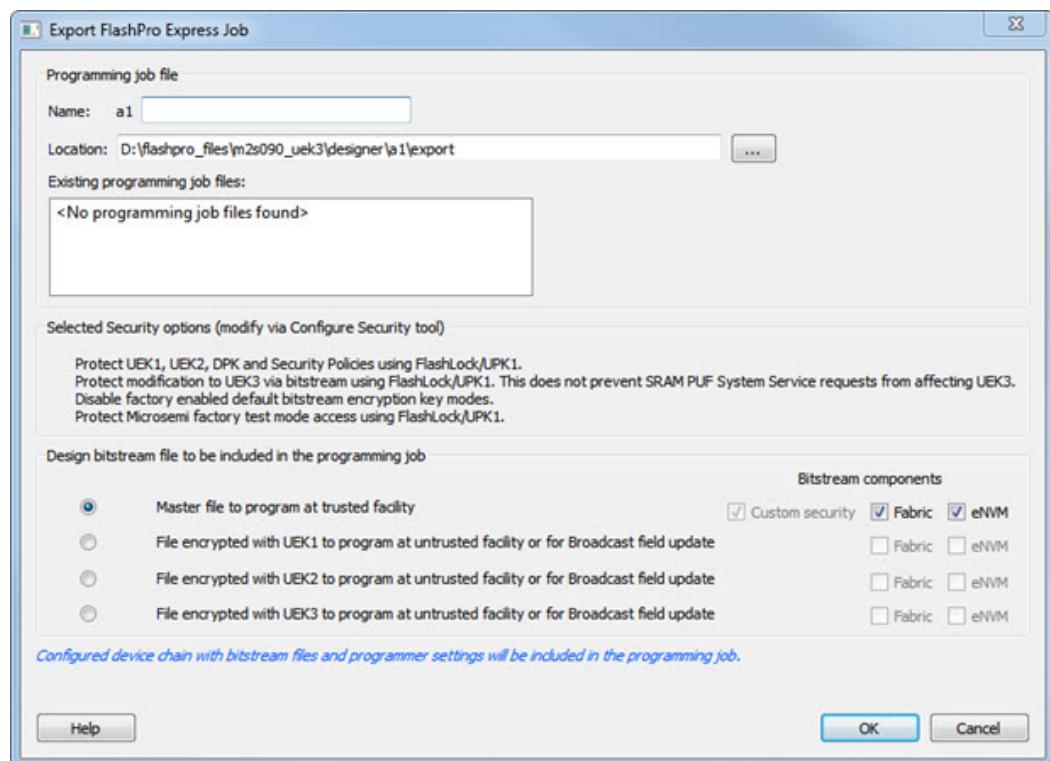 Export FlashPro Express Job
Programming job file
Name: a1
Location: D:\flashpro_files\m2s090_uek3\designer\a1\export ...
Existing programming job files:
<No programming job files found>
Selected Security options (modify via Configure Security tool)
Protect UEK1, UEK2, DPK and Security Policies using FlashLock/UPK1.
Protect modification to UEK3 via bitstream using FlashLock/UPK1. This does not prevent SRAM PUF System Service requests from affecting UEK3.
Disable factory enabled default bitstream encryption key modes.
Protect Microsemi factory test mode access using FlashLock/UPK1.
Design bitstream file to be included in the programming job
Bitstream components
Master file to program at trusted facility Custom security Fabric eNVM
File encrypted with UEK1 to program at untrusted facility or for Broadcast field update Fabric eNVM
File encrypted with UEK2 to program at untrusted facility or for Broadcast field update Fabric eNVM
File encrypted with UEK3 to program at untrusted facility or for Broadcast field update Fabric eNVM
Configured device chain with bitstream files and programmer settings will be included in the programming job.
Help OK Cancel